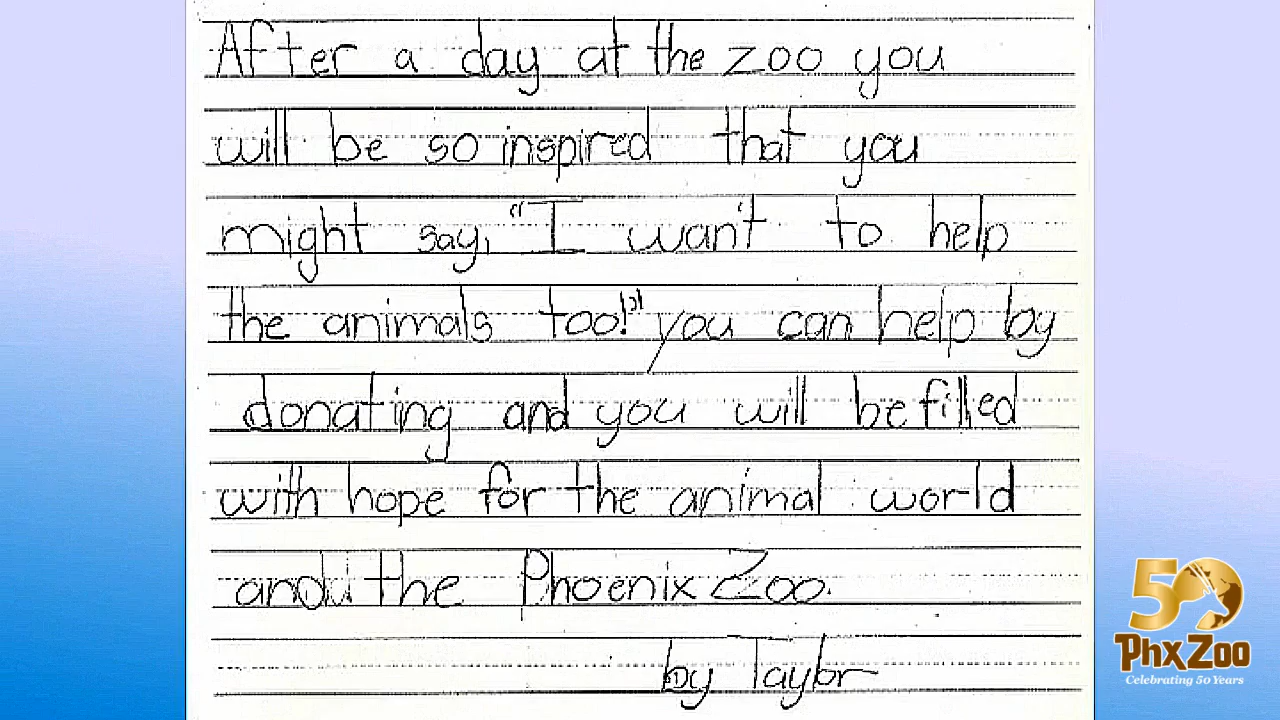 After a day at the zoo you
will be so inspired that you
might say, "I want to help
the animals too!" you can help by
donating and you will be filled
with hope for the animal world
and the Phoenix Zoo.
by Taylor
50
PhxZoo
Celebrating 50 Years